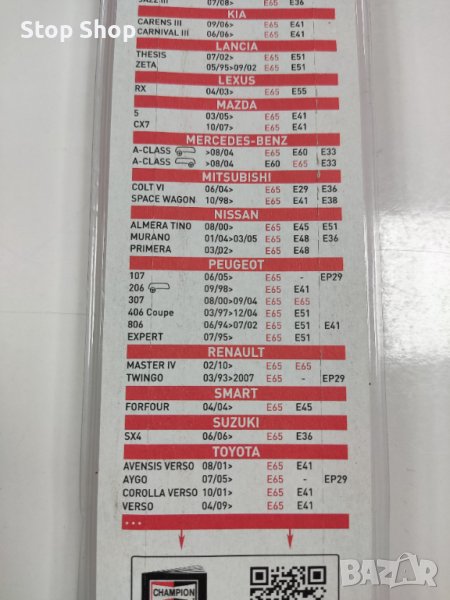 Stop Shop
JAZZ III 07/08> E65 E36
KIA
CARENS III 09/06> E65 E41
CARNIVAL III 06/06> E65 E41
LANCIA
THESIS 07/02> E65 E51
ZETA 05/95>09/02 E65 E51
LEXUS
RX 04/03> E65 E55
MAZDA
5 03/05> E65 E41
CX7 10/07> E65 E41
MERCEDES-BENZ
A-CLASS >08/04 E65 E60 E33
A-CLASS >08/04 E60 E65 E33
MITSUBISHI
COLT VI 06/04> E65 E29 E36
SPACE WAGON 10/98> E65 E41 E38
NISSAN
ALMERA TINO 08/00> E65 E45 E51
MURANO 01/04>03/05 E65 E48 E36
PRIMERA 03/02> E65 E48
PEUGEOT
107 06/05> E65 - EP29
206 09/98> E65 E41
307 08/00>09/04 E65 E65
406 Coupe 03/97>12/04 E65 E51
806 06/94>07/02 E65 E51 E41
EXPERT 07/95> E65 E51
RENAULT
MASTER IV 02/10> E65 E65
TWINGO 03/93>2007 E65 - EP29
SMART
FORFOUR 04/04> E65 E45
SUZUKI
SX4 06/06> E65 E36
TOYOTA
AVENSIS VERSO 08/01> E65 E41
AYGO 07/05> E65 - EP29
COROLLA VERSO 10/01> E65 E41
VERSO 04/09> E65 E41
...
CHAMPION
BAZAR